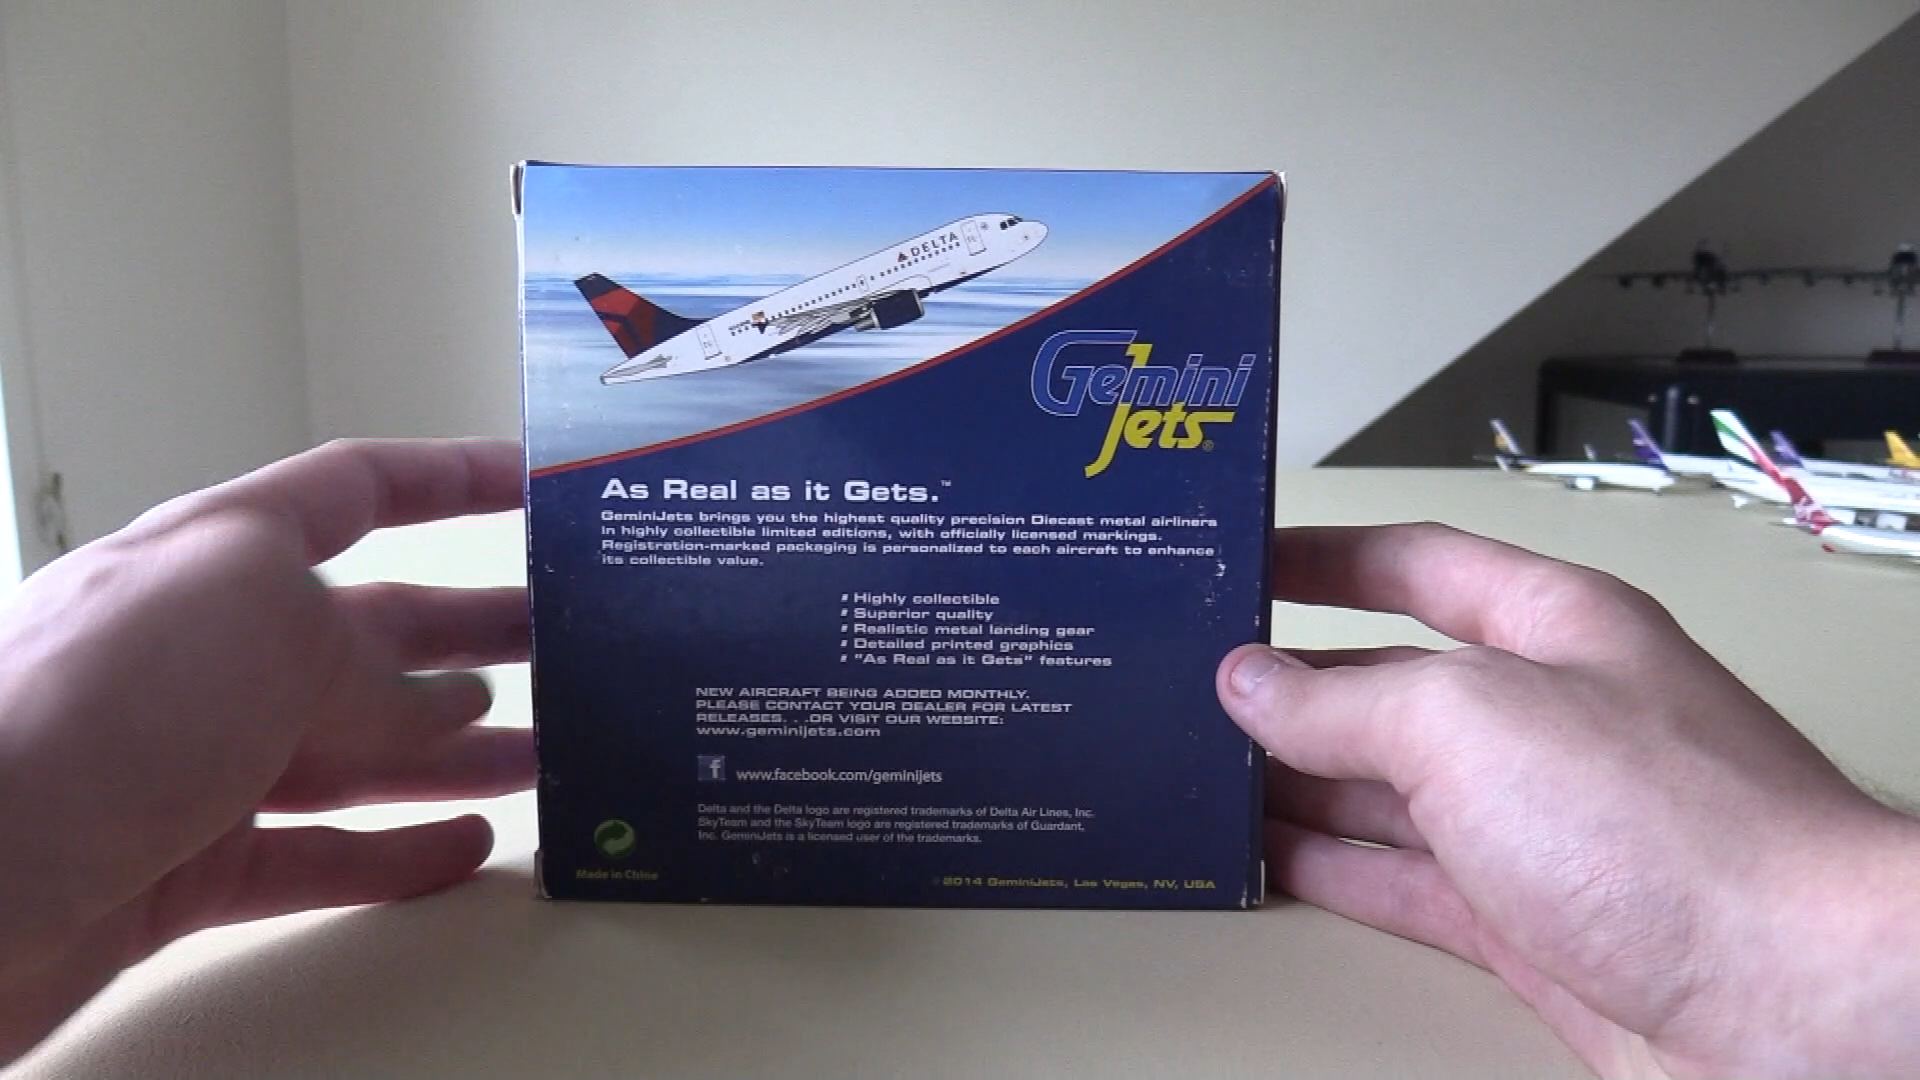 DELTA
Gemini
Jets®
As Real as it Gets.™
GeminiJets brings you the highest quality precision Diecast metal airliners
in highly collectible limited editions, with officially licensed markings.
Registration-marked packaging is personalized to each aircraft to enhance
its collectible value.
Highly collectible
Superior quality
Realistic metal landing gear
Detailed printed graphics
"As Real as it Gets" features
NEW AIRCRAFT BEING ADDED MONTHLY.
PLEASE CONTACT YOUR DEALER FOR LATEST
RELEASES. . .OR VISIT OUR WEBSITE:
www.geminijets.com
f www.facebook.com/geminijets
Delta and the Delta logo are registered trademarks of Delta Air Lines, Inc.
SkyTeam and the SkyTeam logo are registered trademarks of Guardant,
Inc. GeminiJets is a licensed user of the trademarks.
Made in China
2014 GeminiJets, Las Vegas, NV, USA